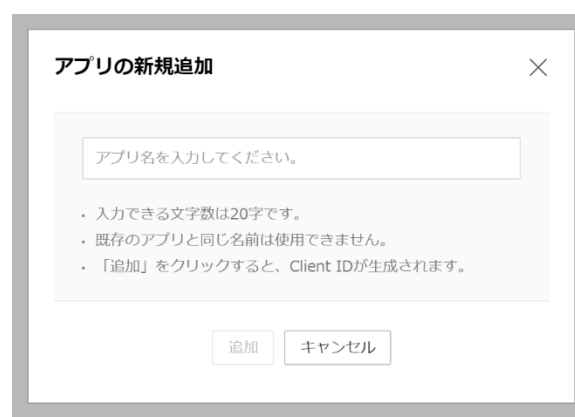 アプリの新規追加
アプリ名を入力してください。
・ 入力できる文字数は20字です。
・ 既存のアプリと同じ名前は使用できません。
・ 「追加」をクリックすると、Client IDが生成されます。
追加 キャンセル